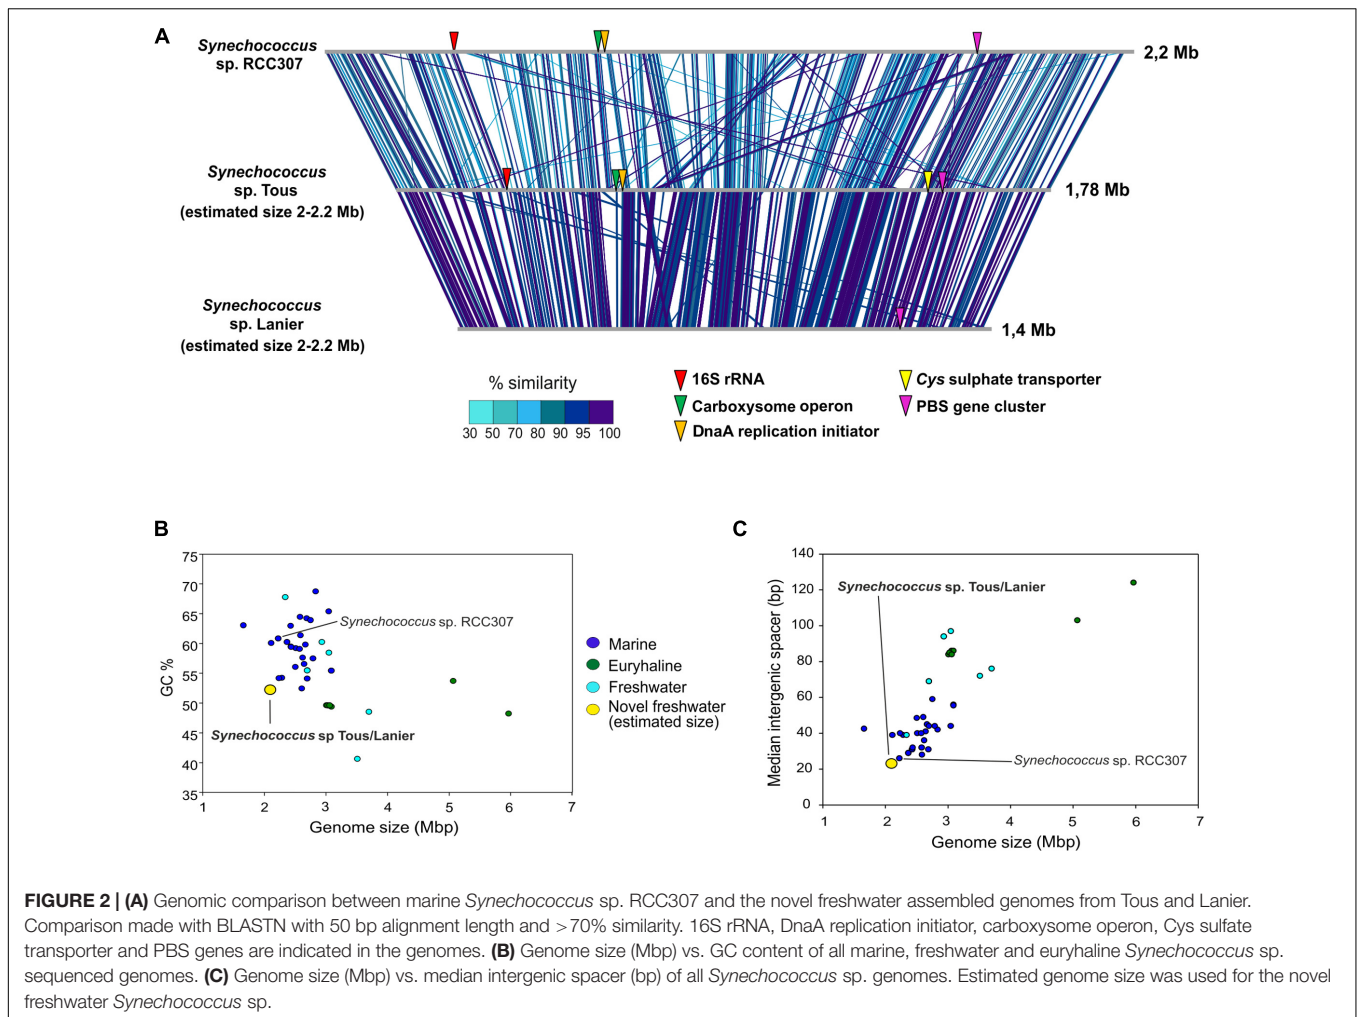 A
Synechococcus
sp. RCC307
2,2 Mb
Synechococcus
sp. Tous
(estimated size 2-2.2 Mb)
1,78 Mb
Synechococcus
sp. Lanier
(estimated size 2-2.2 Mb)
1,4 Mb
% similarity
30 50 70 80 90 95 100
16S rRNA
Carboxysome operon
DnaA replication initiator
Cys sulphate transporter
PBS gene cluster
B
75
70
65
60
55
50
45
40
35
GC %
Synechococcus sp. RCC307
Synechococcus sp Tous/Lanier
1 2 3 4 5 6 7
Genome size (Mbp)
Marine
Euryhaline
Freshwater
Novel freshwater
(estimated size)
C
140
120
100
80
60
40
20
0
Median intergenic spacer (bp)
Synechococcus sp. Tous/Lanier
Synechococcus sp. RCC307
1 2 3 4 5 6 7
Genome size (Mbp)
FIGURE 2 | (A) Genomic comparison between marine Synechococcus sp. RCC307 and the novel freshwater assembled genomes from Tous and Lanier.
Comparison made with BLASTN with 50 bp alignment length and >70% similarity. 16S rRNA, DnaA replication initiator, carboxysome operon, Cys sulfate
transporter and PBS genes are indicated in the genomes. (B) Genome size (Mbp) vs. GC content of all marine, freshwater and euryhaline Synechococcus sp.
sequenced genomes. (C) Genome size (Mbp) vs. median intergenic spacer (bp) of all Synechococcus sp. genomes. Estimated genome size was used for the novel
freshwater Synechococcus sp.